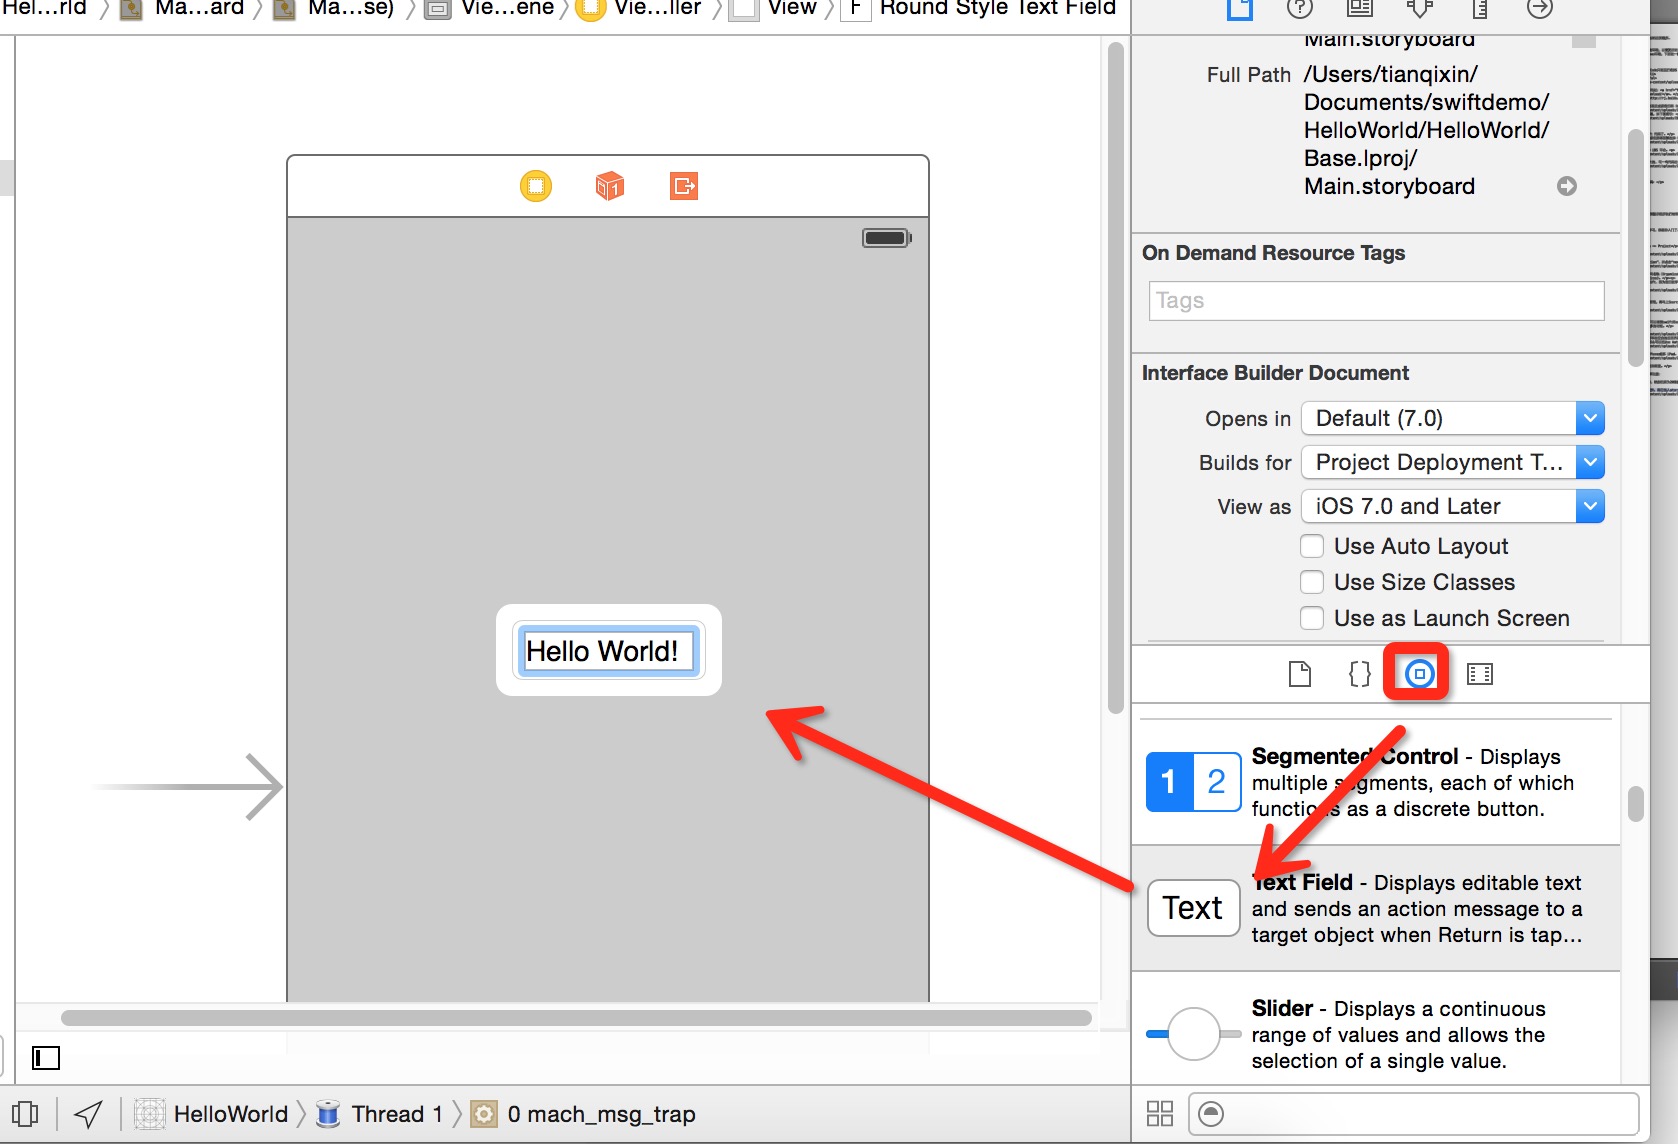 Hel...rld
Ma...ard
Ma...se)
Vie...ene
Vie...ller
View
F
Round Style Text Field
Main.storyboard
Full Path
/Users/tianqixin/
Documents/swiftdemo/
HelloWorld/HelloWorld/
Base.lproj/
Main.storyboard
On Demand Resource Tags
Tags
Interface Builder Document
Opens in
Default (7.0)
Builds for
Project Deployment T...
View as
iOS 7.0 and Later
Use Auto Layout
Use Size Classes
Use as Launch Screen
Hello World!
{}
1 2
Segmented Control - Displays
multiple segments, each of which
functions as a discrete button.
Text
Text Field - Displays editable text
and sends an action message to a
target object when Return is tap...
Slider - Displays a continuous
range of values and allows the
selection of a single value.
HelloWorld
Thread 1
0 mach_msg_trap